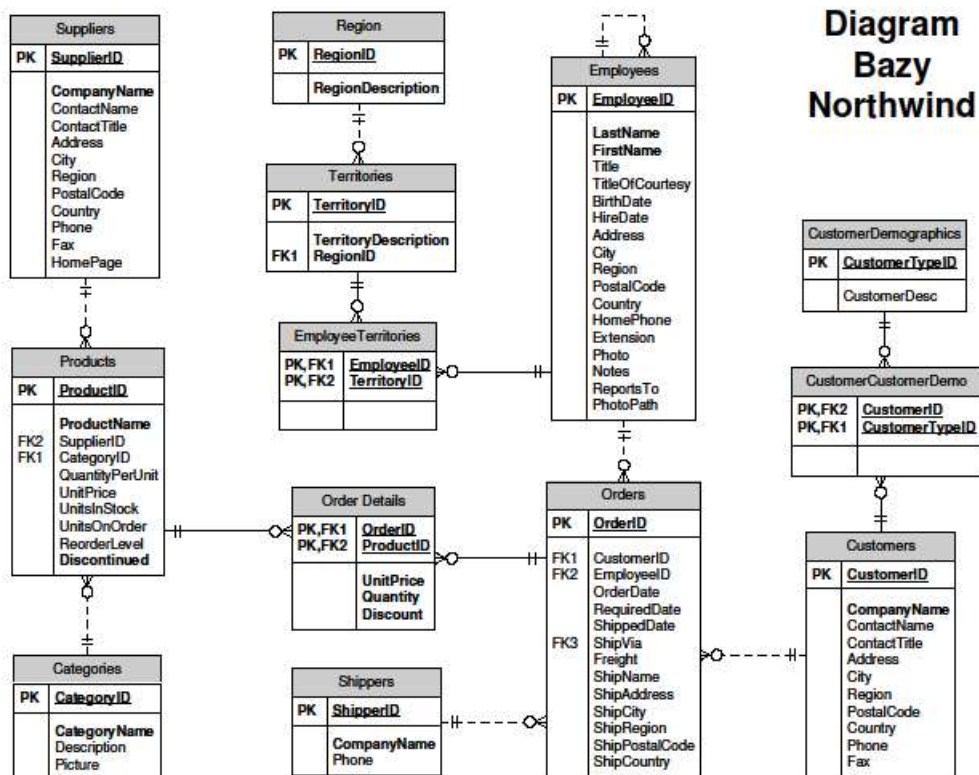 Diagram
Bazy
Northwind
Suppliers
PK SupplierID
CompanyName
ContactName
ContactTitle
Address
City
Region
PostalCode
Country
Phone
Fax
HomePage
Region
PK RegionID
RegionDescription
Employees
PK EmployeeID
LastName
FirstName
Title
TitleOfCourtesy
BirthDate
HireDate
Address
City
Region
PostalCode
Country
HomePhone
Extension
Photo
Notes
ReportsTo
PhotoPath
Territories
PK TerritoryID
TerritoryDescription
FK1 RegionID
CustomerDemographics
PK CustomerTypeID
CustomerDesc
EmployeeTerritories
PK,FK1 EmployeeID
PK,FK2 TerritoryID
Products
PK ProductID
ProductName
FK2 SupplierID
FK1 CategoryID
QuantityPerUnit
UnitPrice
UnitsInStock
UnitsOnOrder
ReorderLevel
Discontinued
CustomerCustomerDemo
PK,FK2 CustomerID
PK,FK1 CustomerTypeID
Order Details
PK,FK1 OrderID
PK,FK2 ProductID
UnitPrice
Quantity
Discount
Orders
PK OrderID
FK1 CustomerID
FK2 EmployeeID
OrderDate
RequiredDate
ShippedDate
FK3 ShipVia
Freight
ShipName
ShipAddress
ShipCity
ShipRegion
ShipPostalCode
ShipCountry
Customers
PK CustomerID
CompanyName
ContactName
ContactTitle
Address
City
Region
PostalCode
Country
Phone
Fax
Categories
PK CategoryID
CategoryName
Description
Picture
Shippers
PK ShipperID
CompanyName
Phone